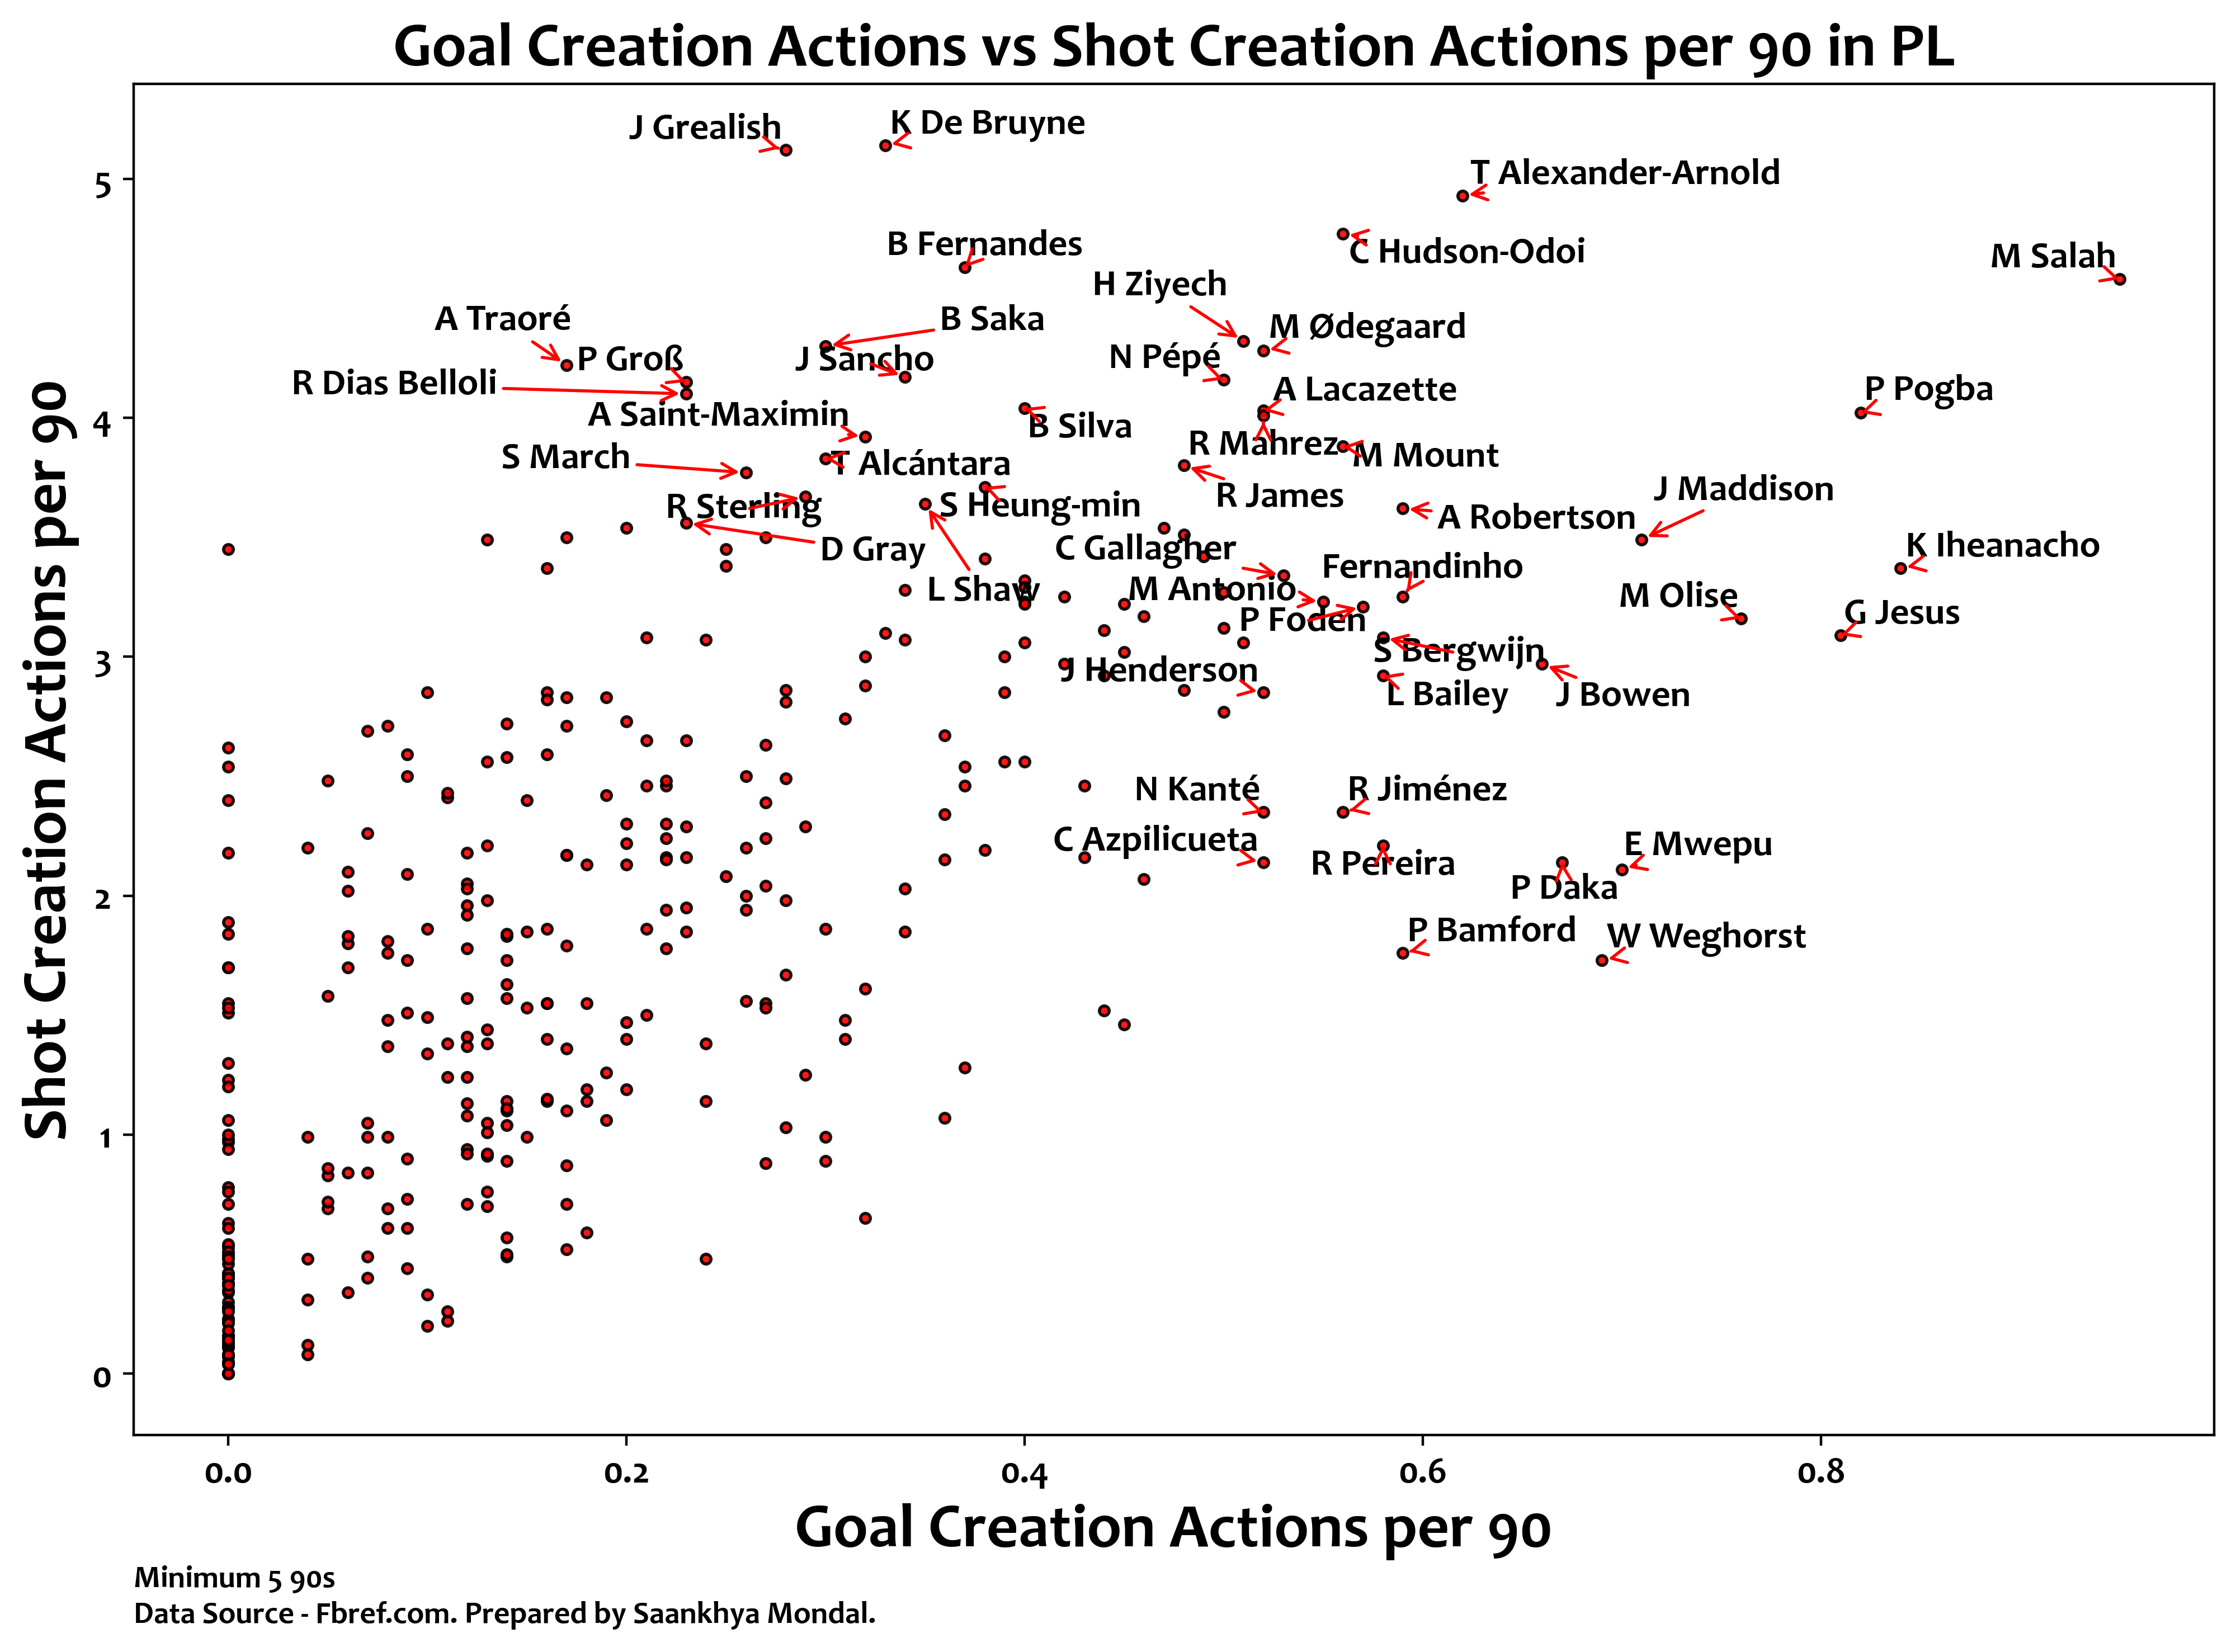 Goal Creation Actions vs Shot Creation Actions per 90 in PL
J Grealish
K De Bruyne
T Alexander-Arnold
B Fernandes
C Hudson-Odoi
M Salah
H Ziyech
A Traoré
B Saka
M Ødegaard
P Groß
J Sancho
N Pépé
R Dias Belloli
A Lacazette
P Pogba
A Saint-Maximin
B Silva
R Mahrez
M Mount
S March
T Alcántara
R James
J Maddison
R Sterling
S Heung-min
A Robertson
D Gray
C Gallagher
K Iheanacho
Fernandinho
L Shaw
M Antonio
M Olise
P Foden
G Jesus
S Bergwijn
J Henderson
L Bailey
J Bowen
N Kanté
R Jiménez
C Azpilicueta
E Mwepu
R Pereira
P Daka
P Bamford
W Weghorst
Shot Creation Actions per 90
5
4
3
2
1
0
0.0
0.2
0.4
0.6
0.8
Goal Creation Actions per 90
Minimum 5 90s
Data Source - Fbref.com. Prepared by Saankhya Mondal.